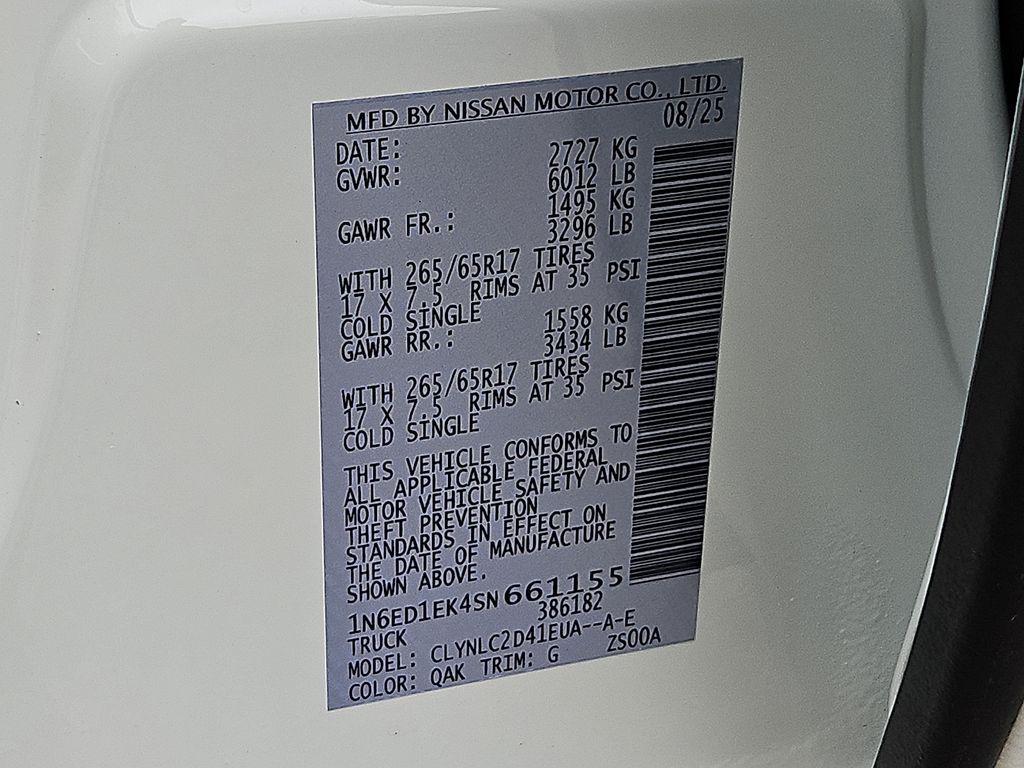 MFD BY NISSAN MOTOR CO., LTD.
DATE: 08/25
GVWR: 2727 KG
6012 LB
GAWR FR.: 1495 KG
3296 LB
WITH 265/65R17 TIRES
17 X 7.5 RIMS AT 35 PSI
COLD SINGLE
GAWR RR.: 1558 KG
3434 LB
WITH 265/65R17 TIRES
17 X 7.5 RIMS AT 35 PSI
COLD SINGLE
THIS VEHICLE CONFORMS TO
ALL APPLICABLE FEDERAL
MOTOR VEHICLE SAFETY AND
THEFT PREVENTION
STANDARDS IN EFFECT ON
THE DATE OF MANUFACTURE
SHOWN ABOVE.
1N6ED1EK4SN661155
TRUCK 386182
MODEL: CLYNLC2D41EUA--A-E
COLOR: QAK TRIM: G ZS00A